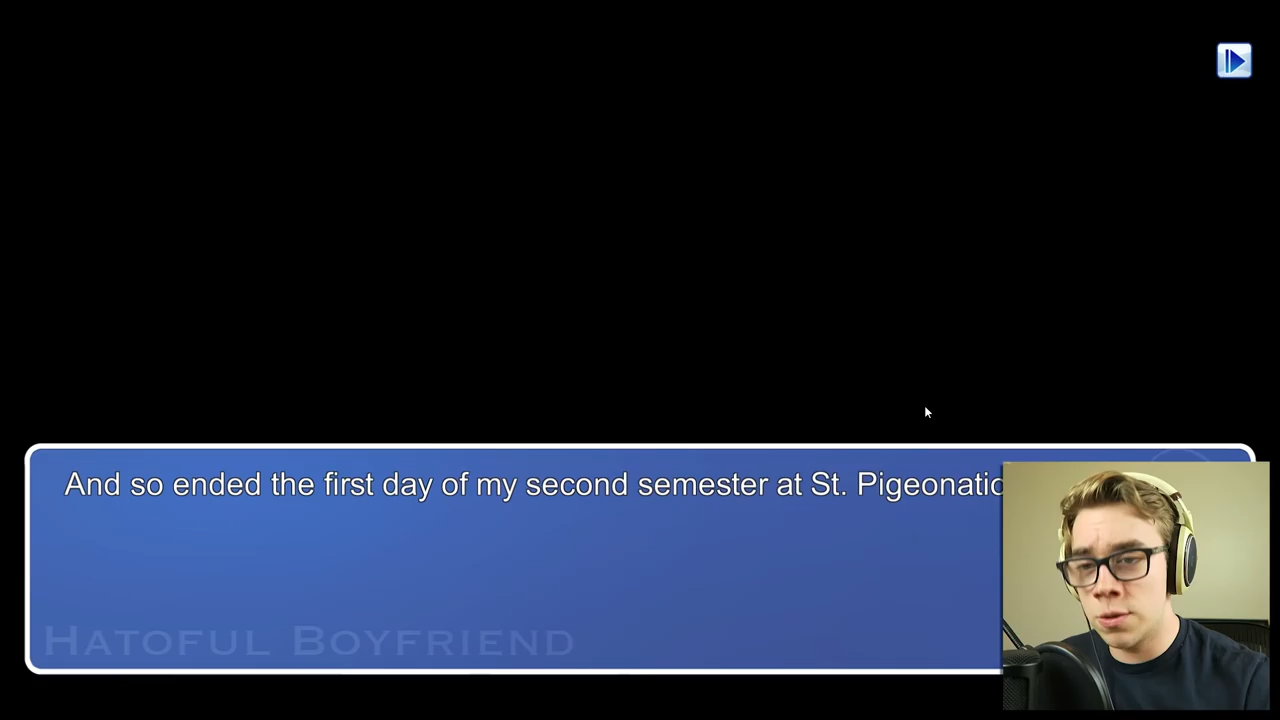 And so ended the first day of my second semester at St. Pigeonatio
HATOFUL BOYFRIEND